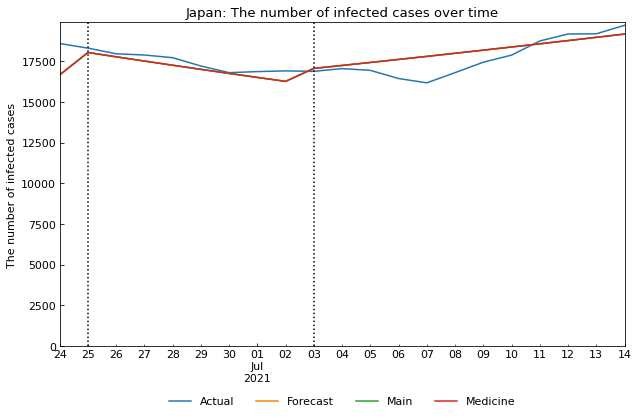 Japan: The number of infected cases over time
The number of infected cases
17500
15000
12500
10000
7500
5000
2500
0
24 25 26 27 28 29 30 01 02 03 04 05 06 07 08 09 10 11 12 13 14
Jul
2021
Actual Forecast Main Medicine